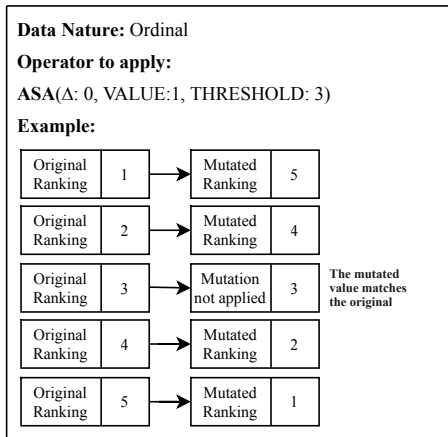 Data Nature: Ordinal
Operator to apply:
ASA(Δ: 0, VALUE:1, THRESHOLD: 3)
Example:
Original Ranking 1 Mutated Ranking 5
Original Ranking 2 Mutated Ranking 4
Original Ranking 3 Mutation not applied 3 The mutated value matches the original
Original Ranking 4 Mutated Ranking 2
Original Ranking 5 Mutated Ranking 1